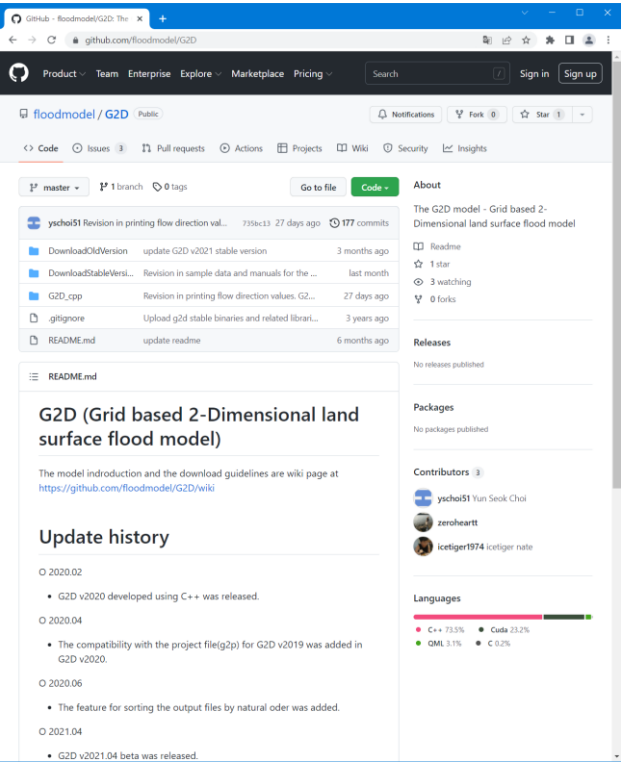 GitHub - floodmodel/G2D: The
github.com/floodmodel/G2D
Product Team Enterprise Explore Marketplace Pricing Search / Sign in Sign up
floodmodel / G2D Public Notifications Fork 0 Star 1
Code Issues 3 Pull requests Actions Projects Wiki Security Insights
master 1 branch 0 tags Go to file Code
yschoi51 Revision in printing flow direction val... 735bc13 27 days ago 177 commits
DownloadOldVersion update G2D v2021 stable version 3 months ago
DownloadStableVersi... Revision in sample data and manuals for the ... last month
G2D_cpp Revision in printing flow direction values. G2... 27 days ago
.gitignore Upload g2d stable binaries and related librari... 3 years ago
README.md update readme 6 months ago
README.md
G2D (Grid based 2-Dimensional land
surface flood model)
The model indroduction and the download guidelines are wiki page at
https://github.com/floodmodel/G2D/wiki
Update history
O 2020.02
• G2D v2020 developed using C++ was released.
O 2020.04
• The compatibility with the project file(g2p) for G2D v2019 was added in
G2D v2020.
O 2020.06
• The feature for sorting the output files by natural oder was added.
O 2021.04
• G2D v2021.04 beta was released.
About
The G2D model - Grid based 2-
Dimensional land surface flood model
Readme
1 star
3 watching
0 forks
Releases
No releases published
Packages
No packages published
Contributors 3
yschoi51 Yun Seok Choi
zeroheartt
icetiger1974 icetiger nate
Languages
C++ 73.5% Cuda 23.2%
QML 3.1% C 0.2%